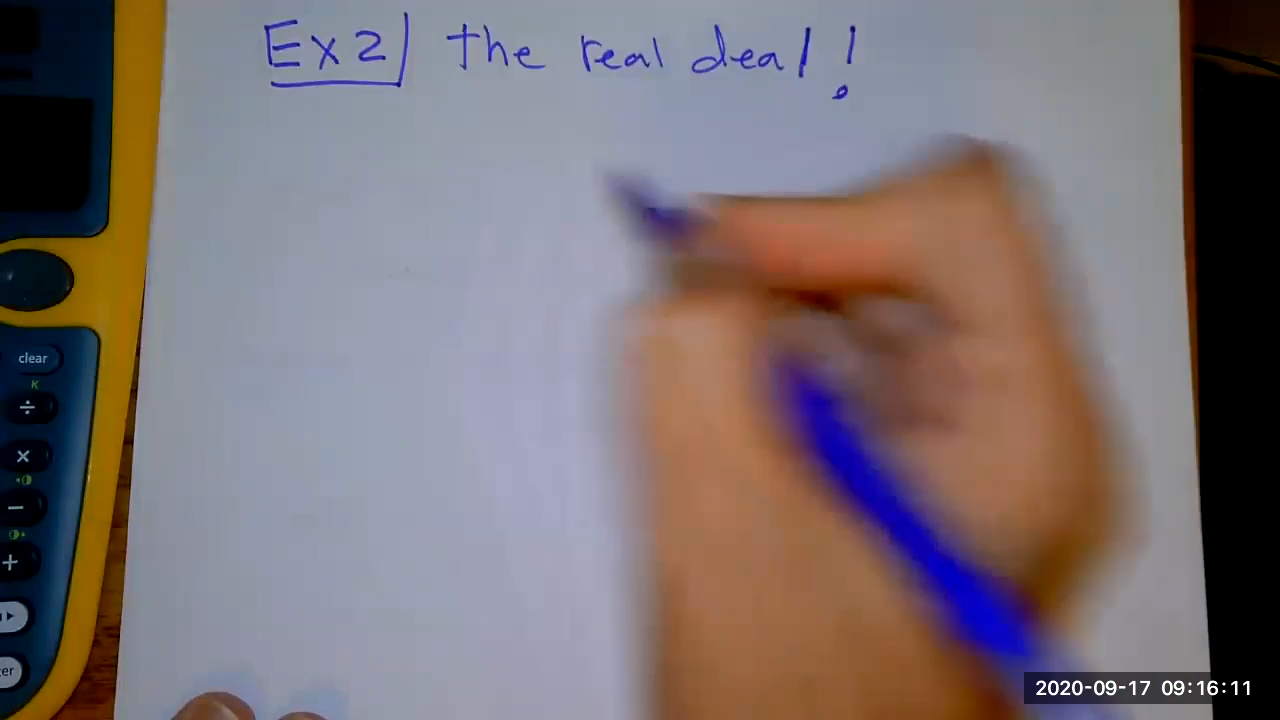 Ex2 the real deal!
clear
K
÷
×
−
+
2020-09-17 09:16:11